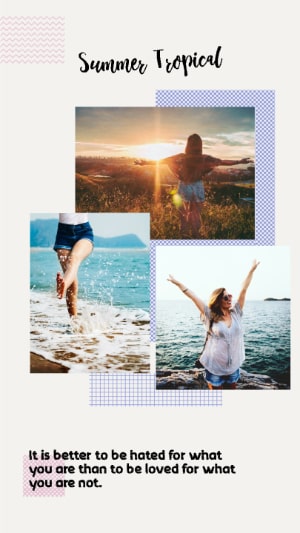 Summer Tropical
It is better to be hated for what
you are than to be loved for what
you are not.